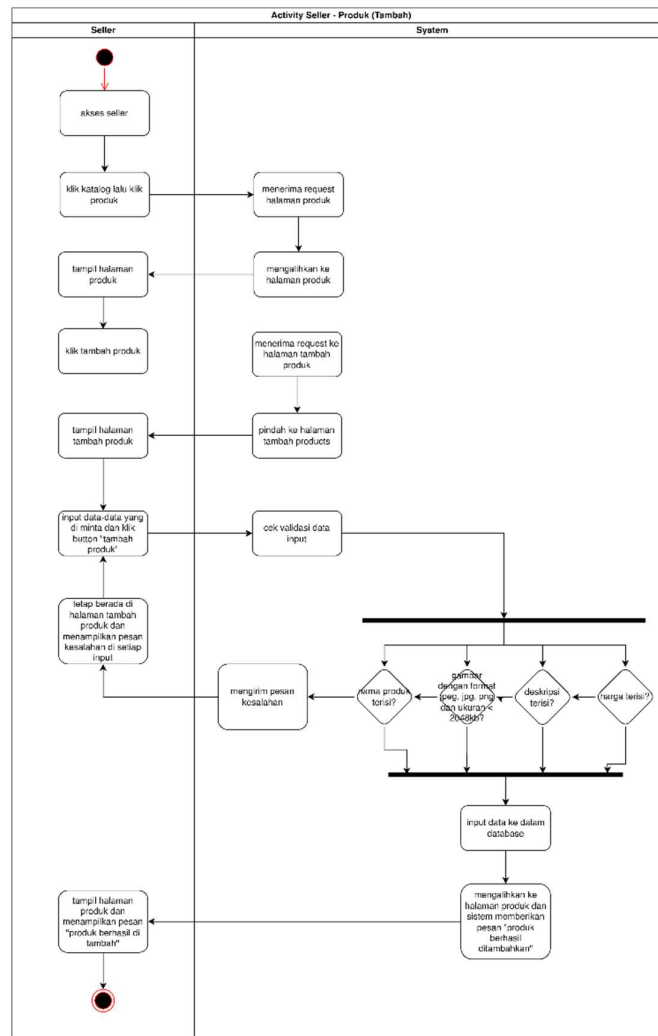 Activity Seller - Produk (Tambah)
Seller
System
akses seller
klik katalog lalu klik
produk
menerima request
halaman produk
mengalihkan ke
halaman produk
tampil halaman
produk
klik tambah produk
menerima request ke
halaman tambah
produk
pindah ke halaman
tambah products
tampil halaman
tambah produk
input data-data yang
di minta dan klik
button "tambah
produk"
cek validasi data
input
tetap berada di
halaman tambah
produk dan
menampilkan pesan
kesalahan di setiap
input
mengirim pesan
kesalahan
nama produk
terisi?
gambar
dengan format
jpeg, jpg, png
dan ukuran <
2048kb?
deskripsi
terisi?
harga terisi?
input data ke dalam
database
mengalihkan ke
halaman produk dan
sistem memberikan
pesan "produk
berhasil
ditambahkan"
tampil halaman
produk dan
menampilkan pesan
"produk berhasil di
tambah"